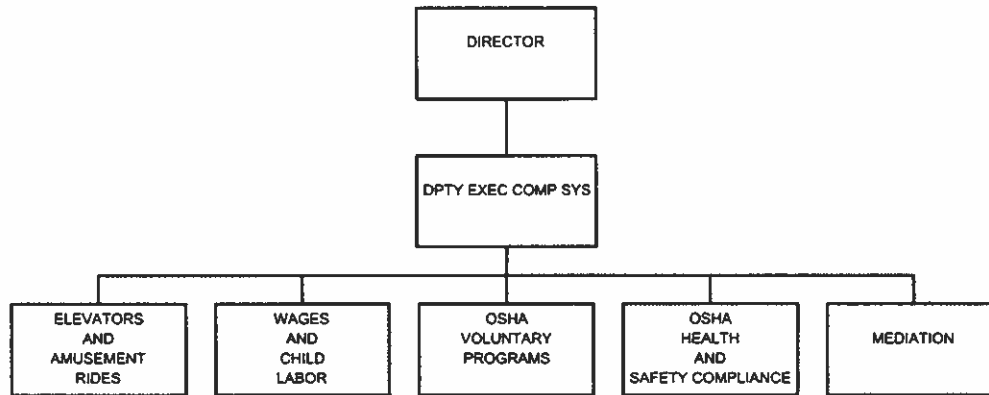 DIRECTOR
DPTY EXEC COMP SYS
ELEVATORS
AND
AMUSEMENT
RIDES
WAGES
AND
CHILD
LABOR
OSHA
VOLUNTARY
PROGRAMS
OSHA
HEALTH
AND
SAFETY COMPLIANCE
MEDIATION